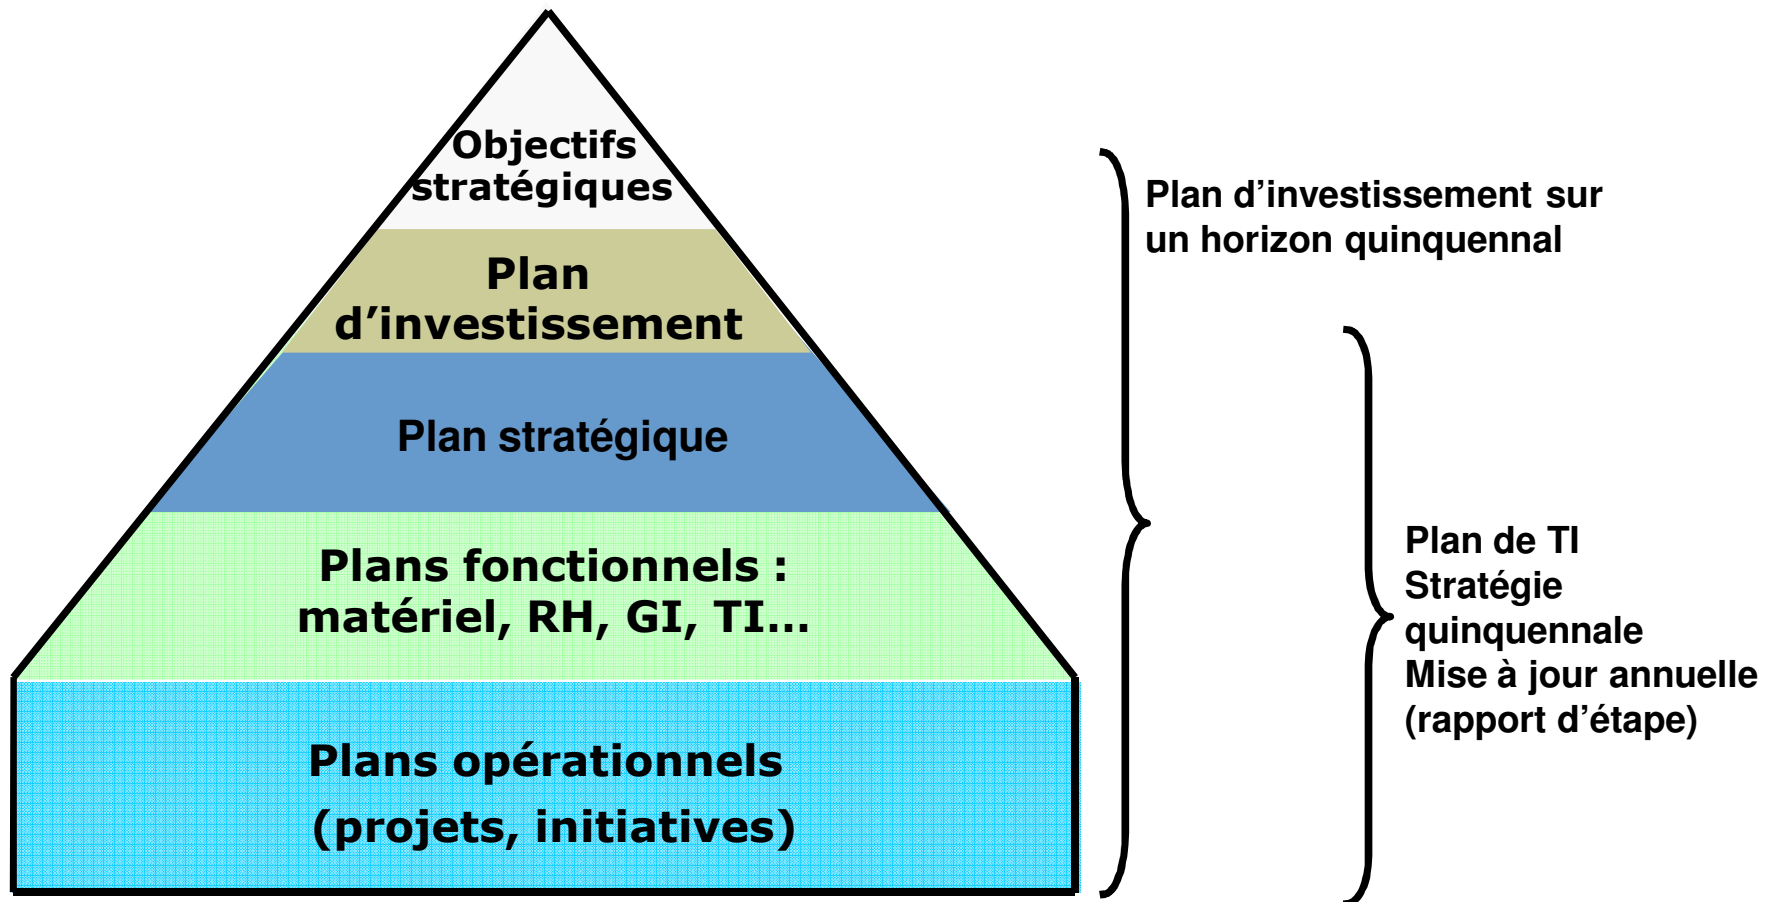 Objectifs
stratégiques
Plan
d’investissement
Plan stratégique
Plans fonctionnels :
matériel, RH, GI, TI...
Plans opérationnels
(projets, initiatives)
Plan d’investissement sur
un horizon quinquennal
Plan de TI
Stratégie
quinquennale
Mise à jour annuelle
(rapport d’étape)